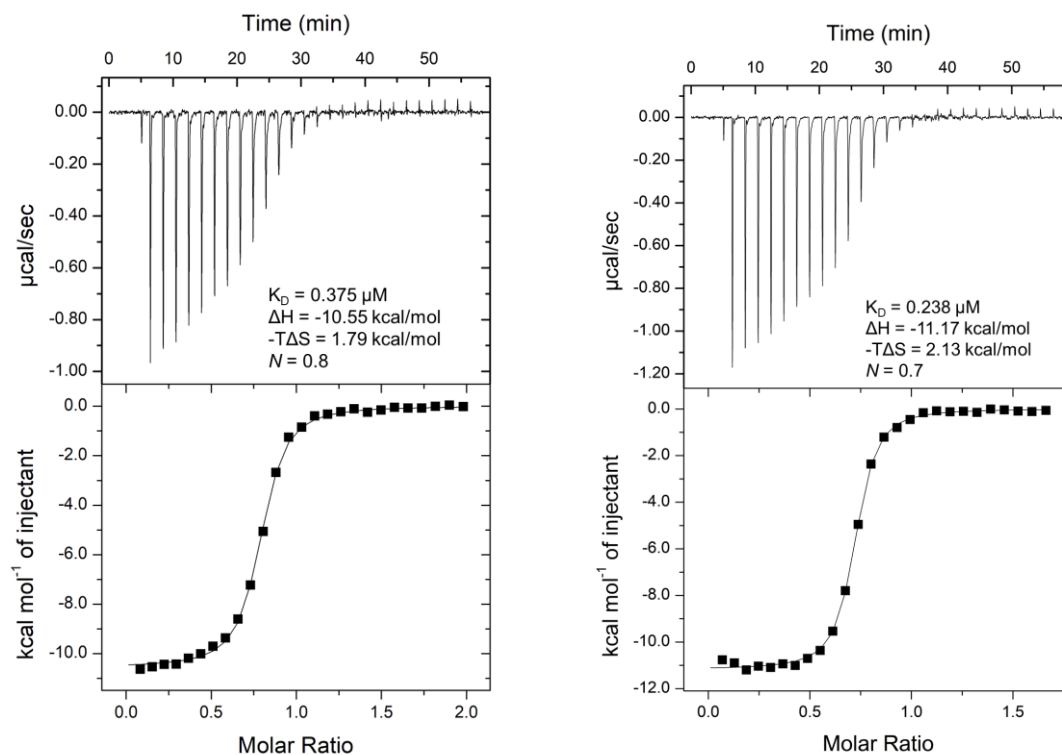 Time (min)
0 10 20 30 40 50
0.00
-0.20
-0.40
-0.60
-0.80
-1.00
µcal/sec
K_D = 0.375 µM
ΔH = -10.55 kcal/mol
-TΔS = 1.79 kcal/mol
N = 0.8
0.0
-2.0
-4.0
-6.0
-8.0
-10.0
kcal mol⁻¹ of injectant
0.0 0.5 1.0 1.5 2.0
Molar Ratio
Time (min)
0 10 20 30 40 50
0.00
-0.20
-0.40
-0.60
-0.80
-1.00
-1.20
µcal/sec
K_D = 0.238 µM
ΔH = -11.17 kcal/mol
-TΔS = 2.13 kcal/mol
N = 0.7
0.0
-2.0
-4.0
-6.0
-8.0
-10.0
-12.0
kcal mol⁻¹ of injectant
0.0 0.5 1.0 1.5
Molar Ratio